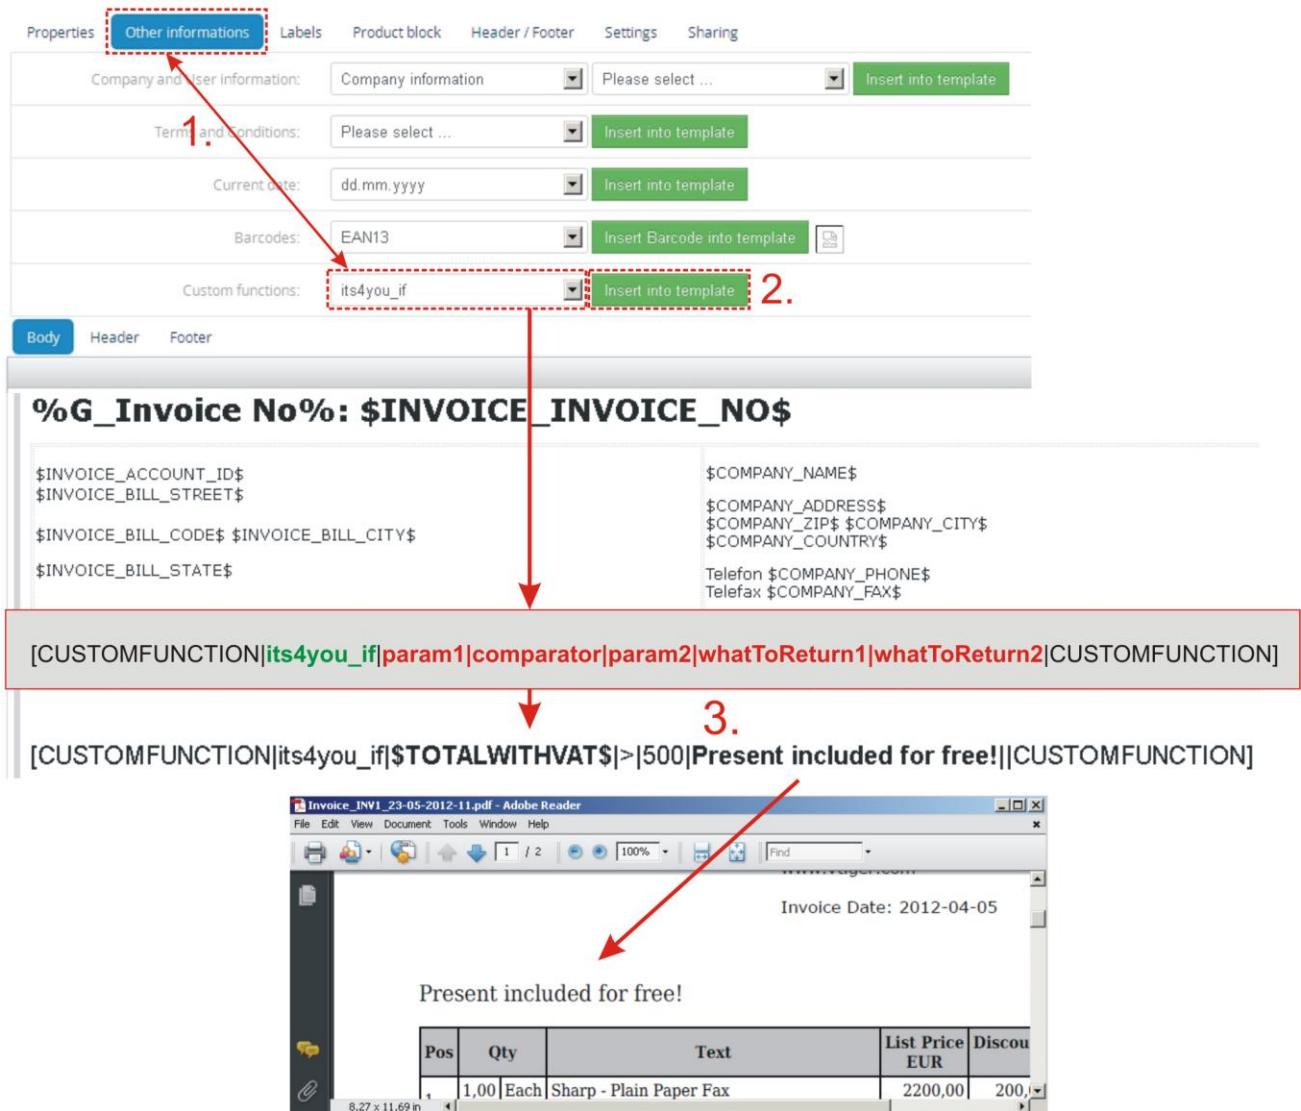 Properties Other informations Labels Product block Header / Footer Settings Sharing
Company and User information: Company information Please select ... Insert into template
1.
Terms and Conditions: Please select ... Insert into template
Current date: dd.mm.yyyy Insert into template
Barcodes: EAN13 Insert Barcode into template
Custom functions: its4you_if Insert into template 2.
Body Header Footer
%G_Invoice No%: $INVOICE_INVOICE_NO$
$INVOICE_ACCOUNT_ID$
$INVOICE_BILL_STREET$
$INVOICE_BILL_CODE$ $INVOICE_BILL_CITY$
$INVOICE_BILL_STATE$
$COMPANY_NAME$
$COMPANY_ADDRESS$
$COMPANY_ZIP$ $COMPANY_CITY$
$COMPANY_COUNTRY$
Telefon $COMPANY_PHONE$
Telefax $COMPANY_FAX$
[CUSTOMFUNCTION|its4you_if|param1|comparator|param2|whatToReturn1|whatToReturn2|CUSTOMFUNCTION]
3.
[CUSTOMFUNCTION|its4you_if|$TOTALWITHVAT$|>|500|Present included for free!||CUSTOMFUNCTION]
Invoice_INV1_23-05-2012-11.pdf - Adobe Reader
File Edit View Document Tools Window Help
1 / 2 100% Find
Invoice Date: 2012-04-05
Present included for free!
Pos Qty Text List Price Discou
EUR
1,00 Each Sharp - Plain Paper Fax 2200,00 200,
8,27 x 11,69 in